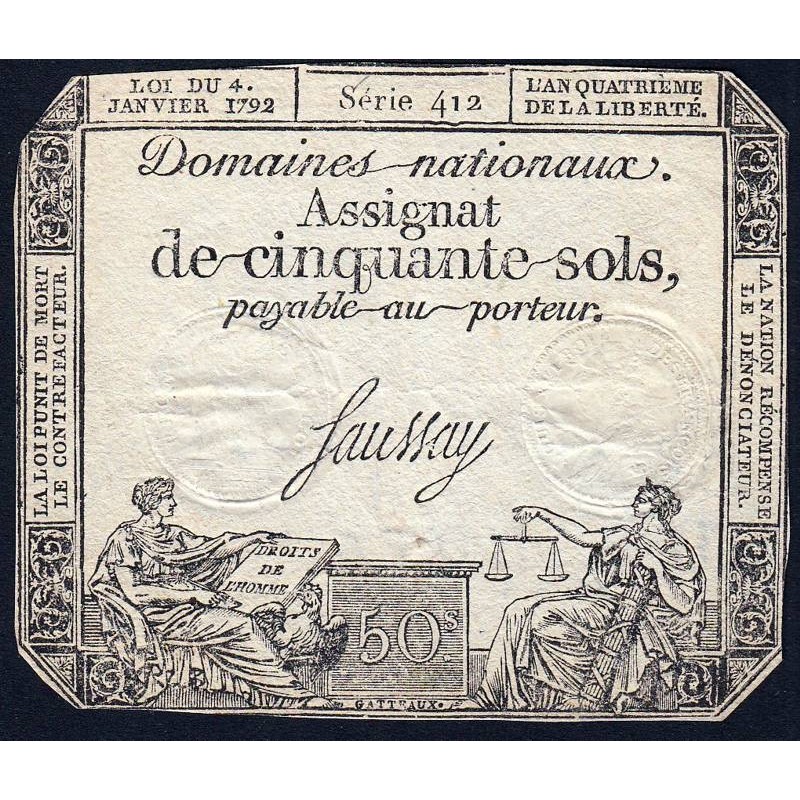 LOI DU 4.
JANVIER 1792
Série 412
L'AN QUATRIÈME
DE LA LIBERTÉ.
Domaines nationaux.
Assignat
de cinquante sols,
payable au porteur.
LA LOI PUNIT DE MORT
LE CONTREFACTEUR.
LA NATION RÉCOMPENSE
LE DÉNONCIATEUR.
Saussay
DROITS
DE
L'HOMME
50s.
GATTEAUX.